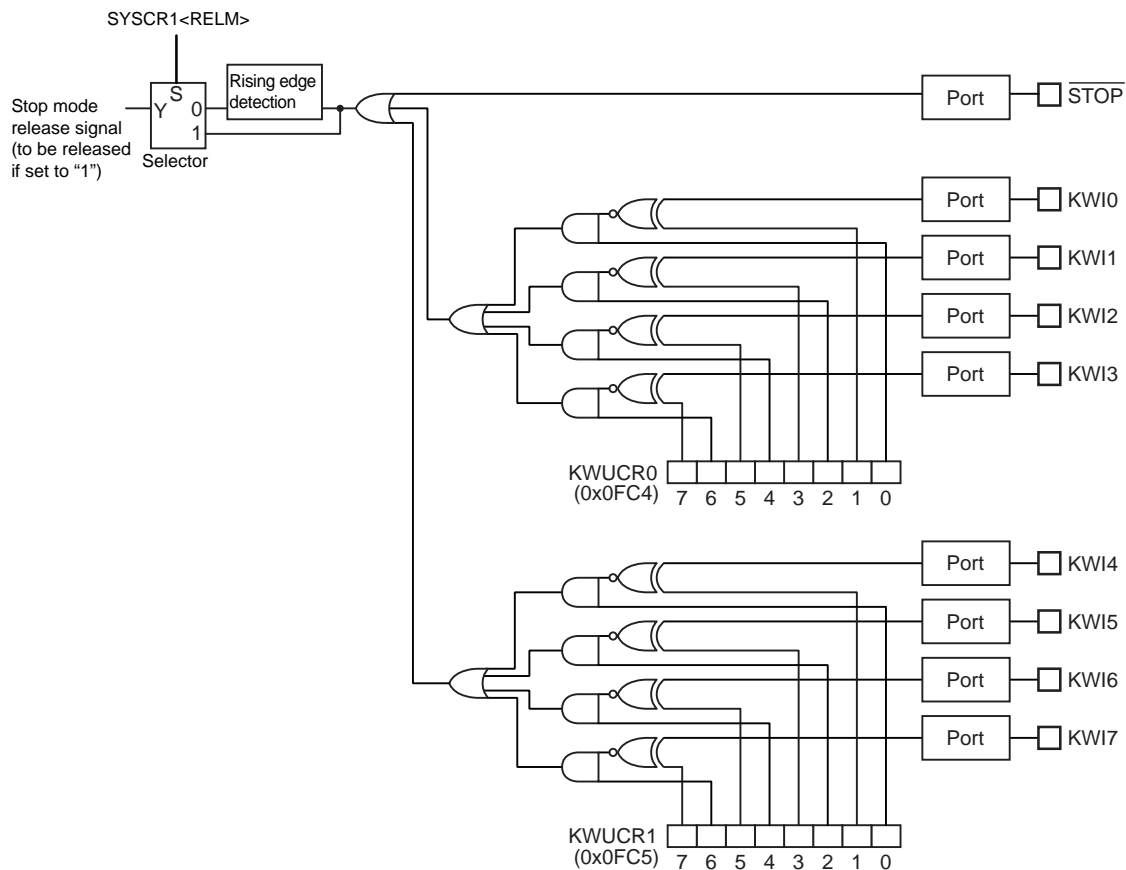 SYSCR1<RELM>
Rising edge
detection
S
Y
0
1
Selector
Stop mode
release signal
(to be released
if set to “1”)
Port
STOP
Port
KWI0
Port
KWI1
Port
KWI2
Port
KWI3
KWUCR0
(0x0FC4)
7 6 5 4 3 2 1 0
Port
KWI4
Port
KWI5
Port
KWI6
Port
KWI7
KWUCR1
(0x0FC5)
7 6 5 4 3 2 1 0